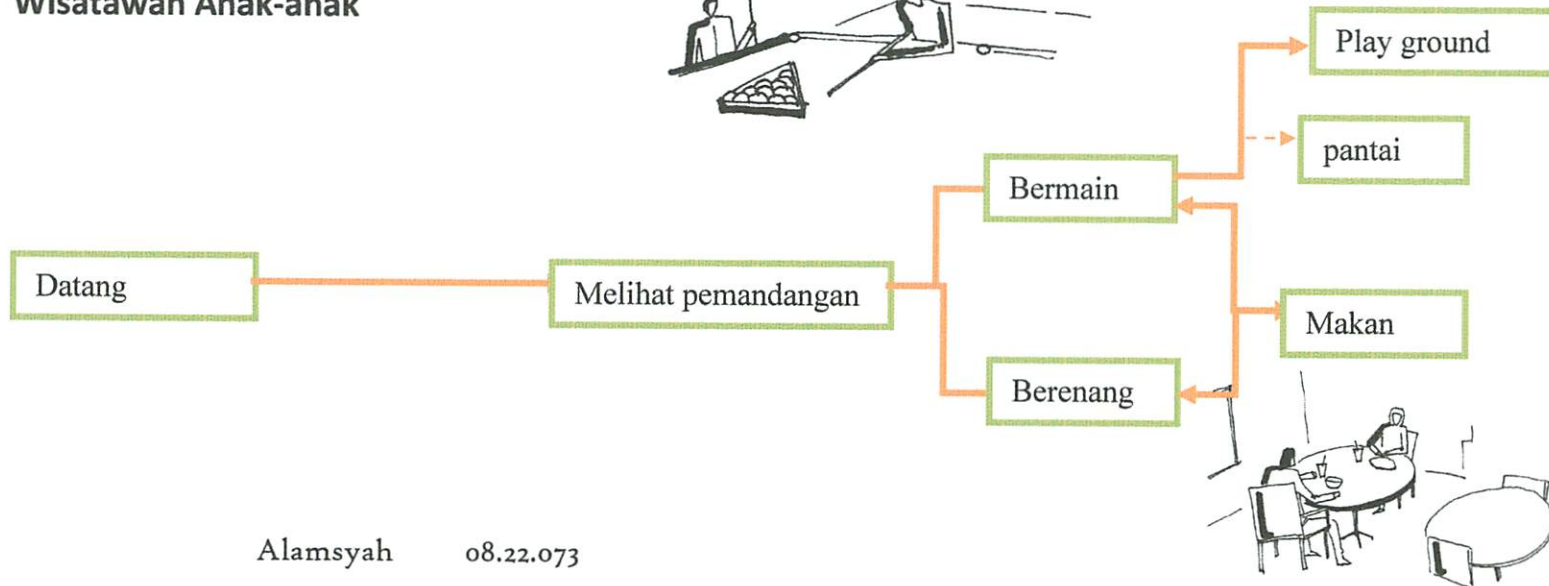 Wisatawan Anak-anak
Play ground
pantai
Bermain
Datang
Melihat pemandangan
Makan
Berenang
Alamsyah 08.22.073